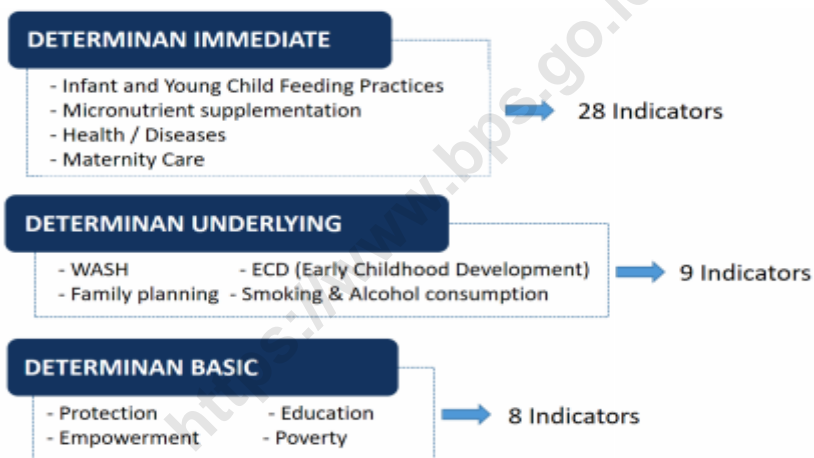 DETERMINAN IMMEDIATE
- Infant and Young Child Feeding Practices
- Micronutrient supplementation
- Health / Diseases
- Maternity Care
28 Indicators
DETERMINAN UNDERLYING
- WASH - ECD (Early Childhood Development)
- Family planning - Smoking & Alcohol consumption
9 Indicators
DETERMINAN BASIC
- Protection - Education
- Empowerment - Poverty
8 Indicators
https://www.bps.go.id